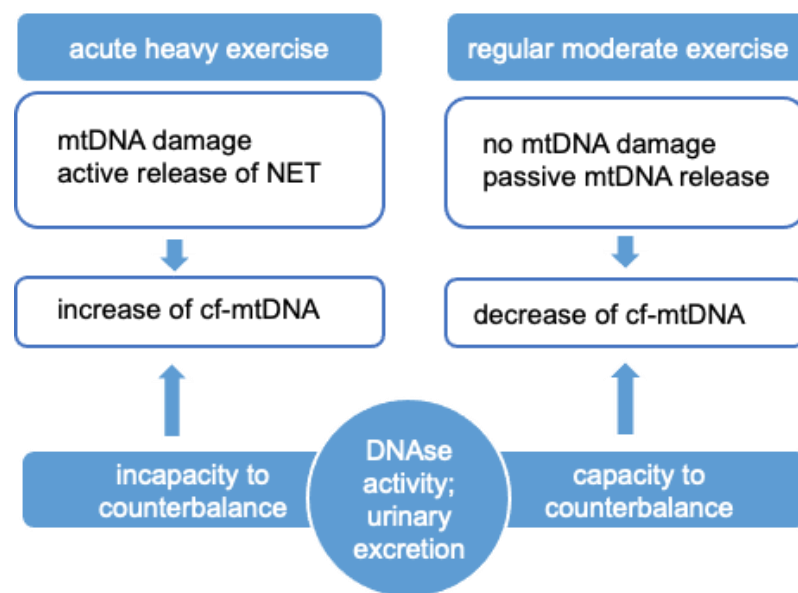 acute heavy exercise
regular moderate exercise
mtDNA damage
active release of NET
no mtDNA damage
passive mtDNA release
increase of cf-mtDNA
decrease of cf-mtDNA
incapacity to
counterbalance
DNAse
activity;
urinary
excretion
capacity to
counterbalance